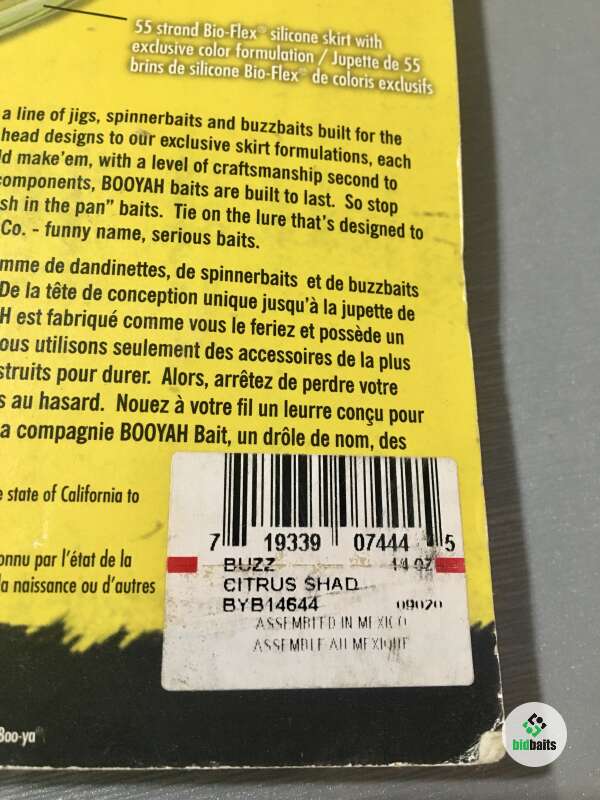 55 strand Bio-Flex® silicone skirt with
exclusive color formulation / Jupette de 55
brins de silicone Bio-Flex® de coloris exclusifs
a line of jigs, spinnerbaits and buzzbaits built for the
head designs to our exclusive skirt formulations, each
ld make'em, with a level of craftsmanship second to
components, BOOYAH baits are built to last. So stop
sh in the pan” baits. Tie on the lure that's designed to
Co. - funny name, serious baits.
mme de dandinettes, de spinnerbaits et de buzzbaits
De la tête de conception unique jusqu'à la jupette de
H est fabriqué comme vous le feriez et possède un
ous utilisons seulement des accessoires de la plus
struits pour durer. Alors, arrêtez de perdre votre
s au hasard. Nouez à votre fil un leurre conçu pour
a compagnie BOOYAH Bait, un drôle de nom, des
e state of California to
onnu par l'état de la
la naissance ou d'autres
7 19339 07444 5
BUZZ 1/4 OZ
CITRUS SHAD
BYB14644 09020
ASSEMBLED IN MEXICO
ASSEMBLE AU MEXIQUE
Boo-ya
bidbaits